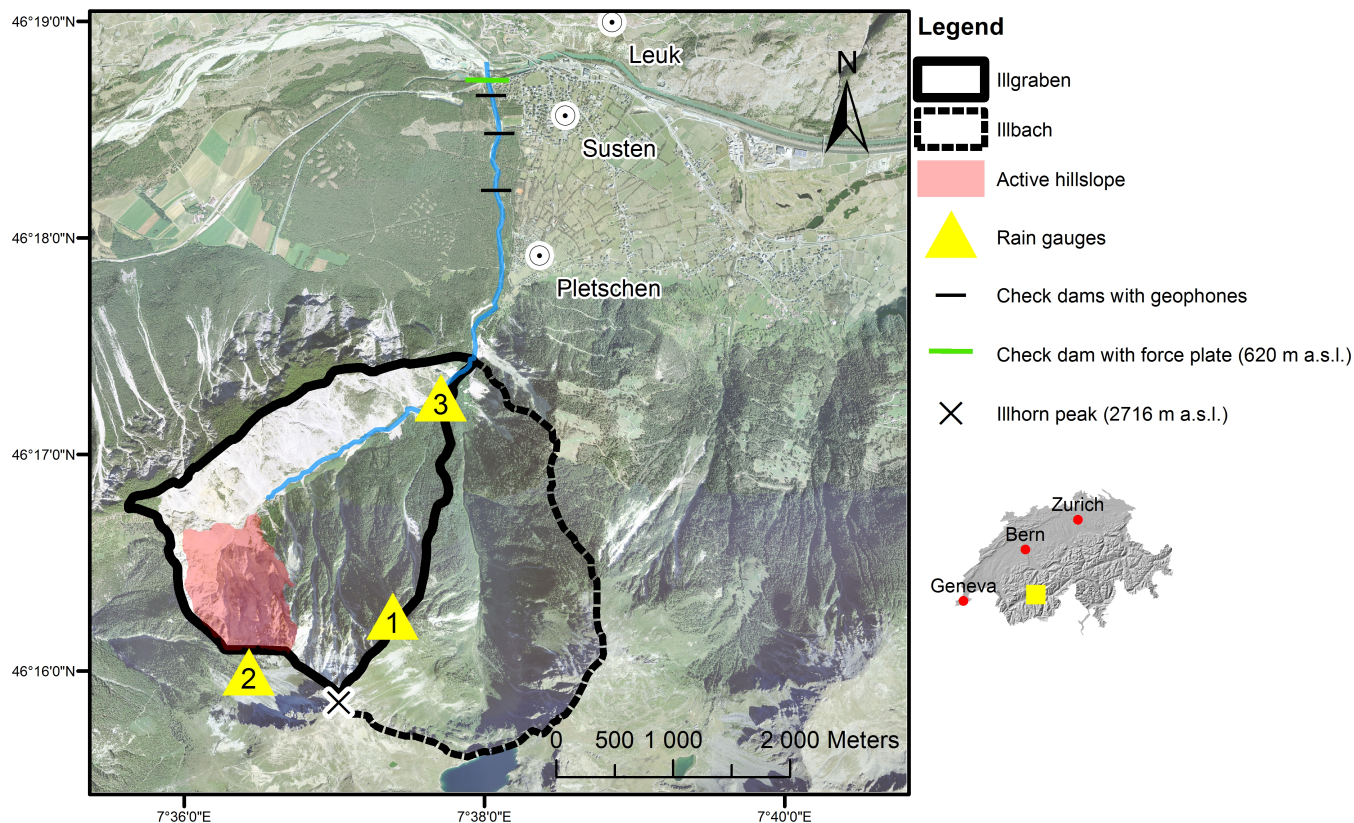 46°19'0"N
46°18'0"N
46°17'0"N
46°16'0"N
7°36'0"E
7°38'0"E
7°40'0"E
Leuk
N
Susten
Pletschen
3
1
2
0 500 1 000 2 000 Meters
Legend
Illgraben
Illbach
Active hillslope
Rain gauges
Check dams with geophones
Check dam with force plate (620 m a.s.l.)
Illhorn peak (2716 m a.s.l.)
Zurich
Bern
Geneva